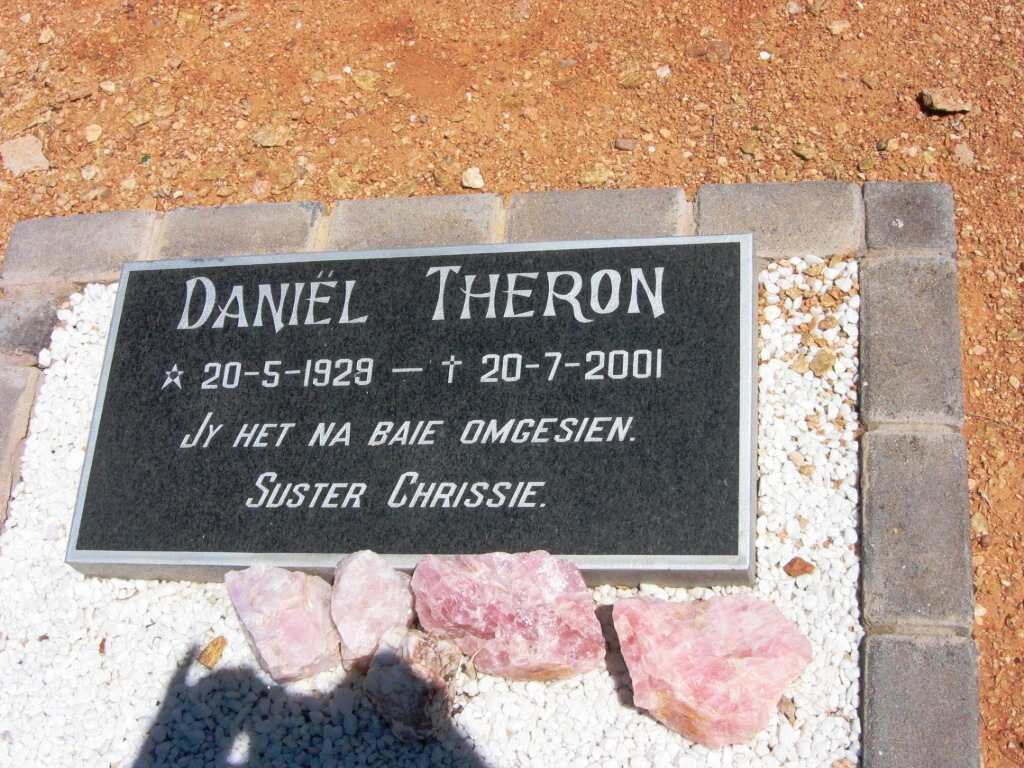 DANIËL THERON
☆ 20-5-1929 — † 20-7-2001
JY HET NA BAIE OMGESIEN.
SUSTER CHRISSIE.